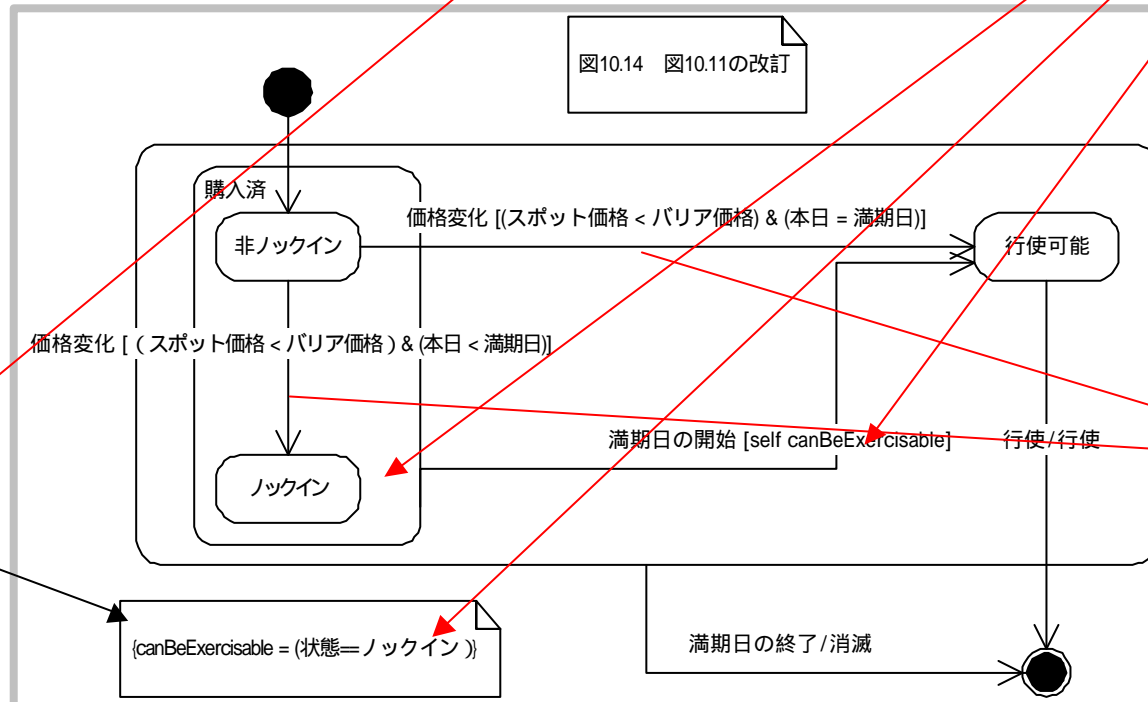 図10.14 図10.11の改訂
購入済
価格変化 [(スポット価格 < バリア価格) & (本日 = 満期日)]
非ノックイン
行使可能
価格変化 [ ( スポット価格 < バリア価格 ) & (本日 < 満期日)]
満期日の開始 [self canBeExercisable]
行使/行使
ノックイン
{canBeExercisable = (状態==ノックイン )}
満期日の終了/消滅